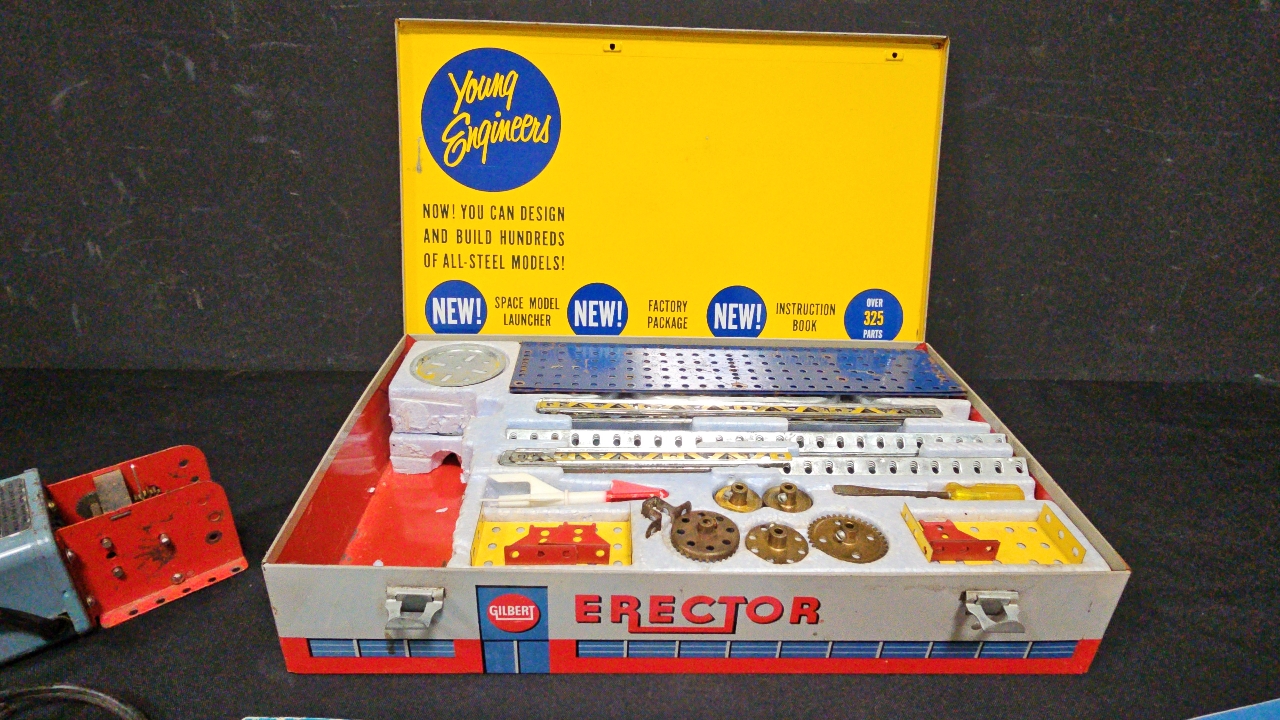 Young
Engineers
NOW! YOU CAN DESIGN
AND BUILD HUNDREDS
OF ALL-STEEL MODELS!
NEW! SPACE MODEL
LAUNCHER
NEW! FACTORY
PACKAGE
NEW! INSTRUCTION
BOOK
OVER
325
PARTS
GILBERT
ERECTOR